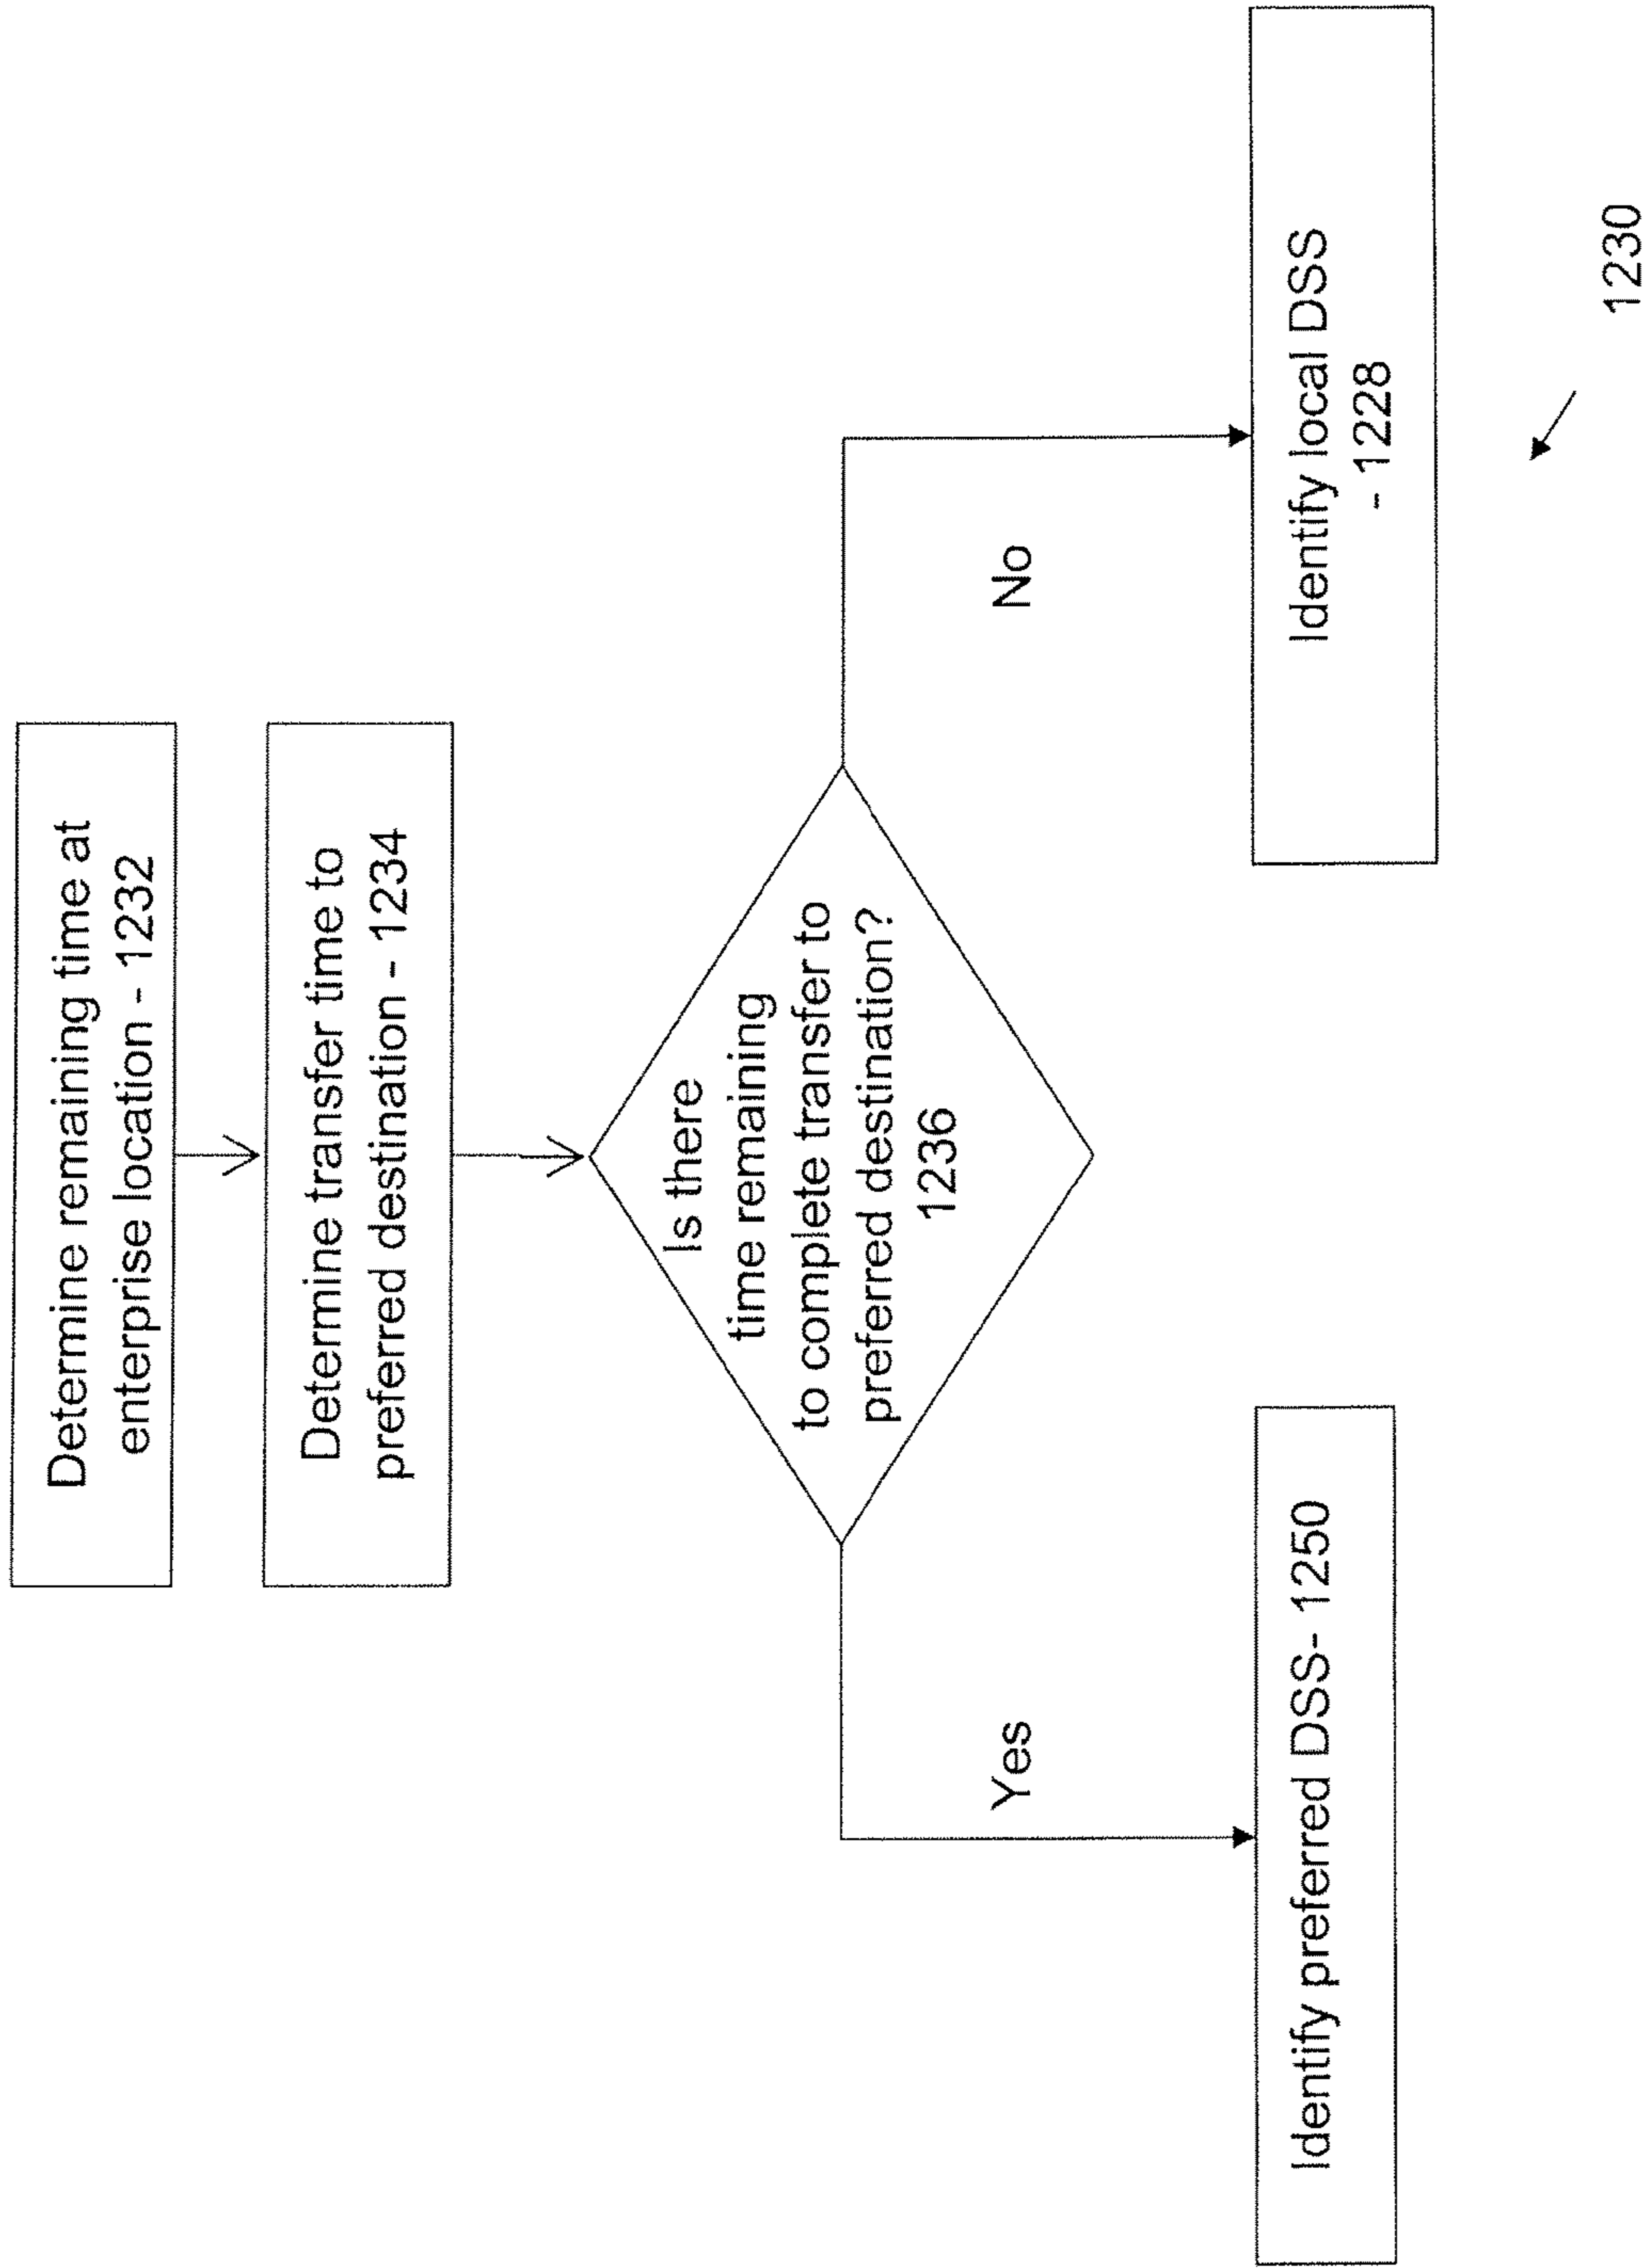 Determine remaining time at
enterprise location - 1232
Determine transfer time to
preferred destination - 1234
Is there
time remaining
to complete transfer to
preferred destination?
1236
Yes
No
Identify preferred DSS- 1250
Identify local DSS
- 1228
1230